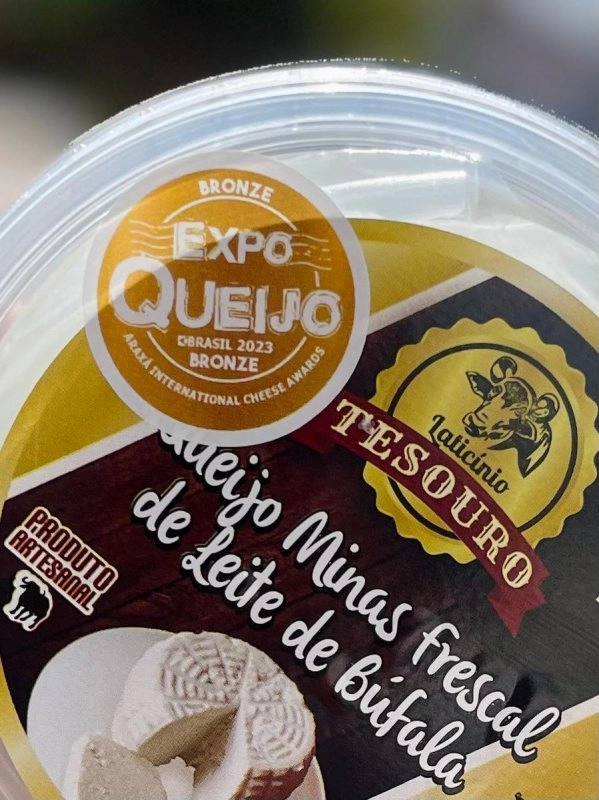 BRONZE
EXPO
QUEIJO
BRASIL 2023
BRONZE
ARAXÁ INTERNATIONAL CHEESE AWARDS
Laticínio
TESOURO
Queijo Minas frescal
de Leite de Búfala
PRODUTO
ARTESANAL